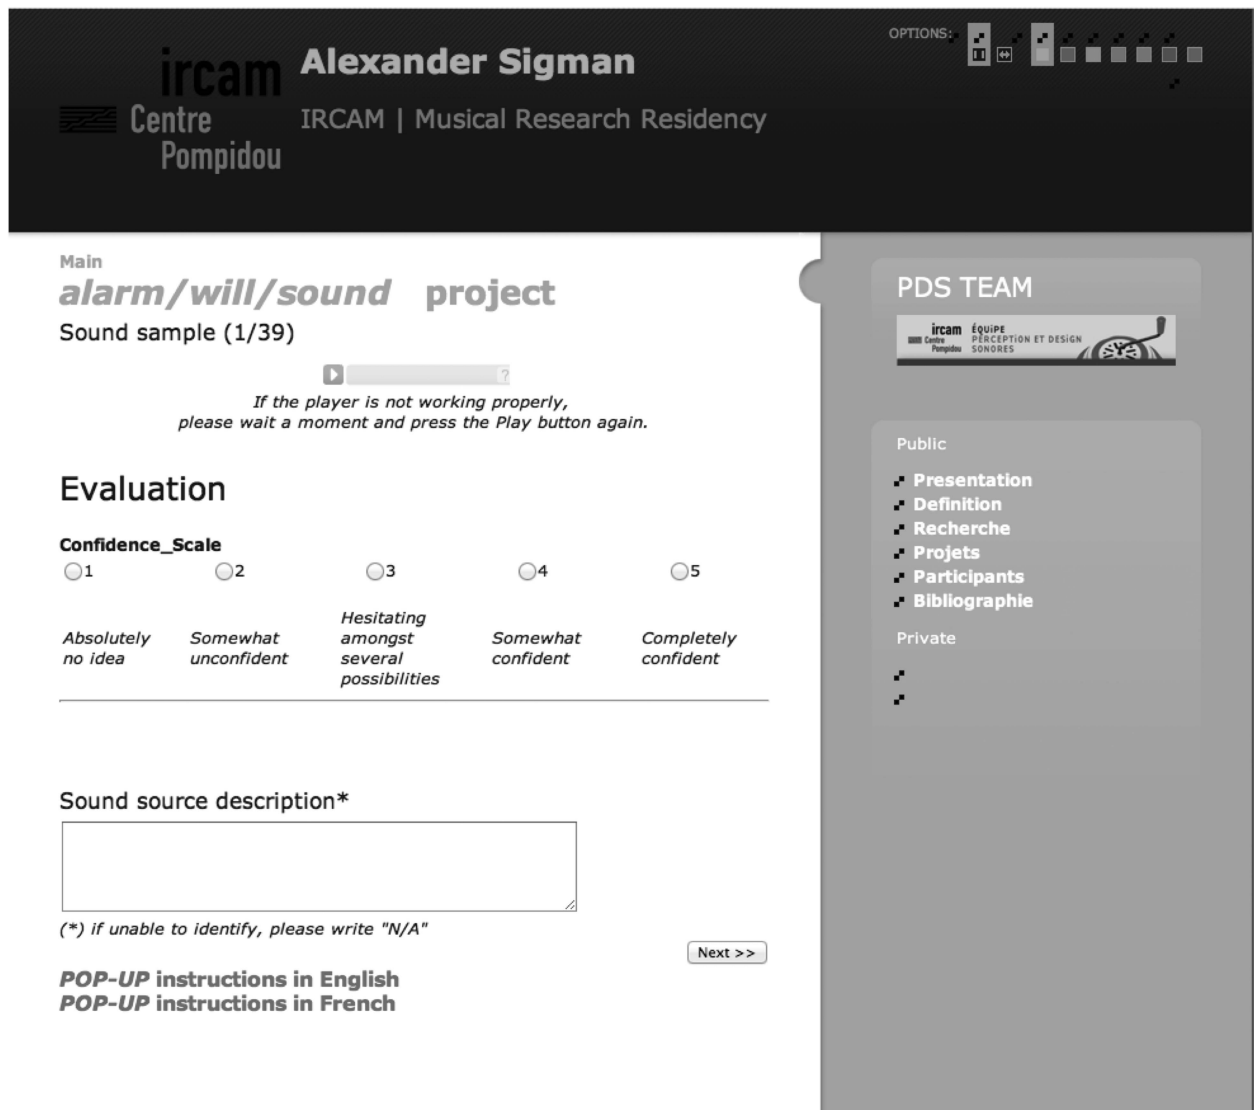 ircam
Centre
Pompidou
Alexander Sigman
IRCAM | Musical Research Residency
OPTIONS:
Main
alarm/will/sound project
Sound sample (1/39)
?
If the player is not working properly,
please wait a moment and press the Play button again.
Evaluation
Confidence_Scale
1 2 3 4 5
Absolutely
no idea
Somewhat
unconfident
Hesitating
amongst
several
possibilities
Somewhat
confident
Completely
confident
Sound source description*
(*) if unable to identify, please write "N/A"
Next >>
POP-UP instructions in English
POP-UP instructions in French
PDS TEAM
ircam
Centre
Pompidou
ÉQUiPE
PERCEPTiON ET DESiGN
SONORES
Public
Presentation
Definition
Recherche
Projets
Participants
Bibliographie
Private